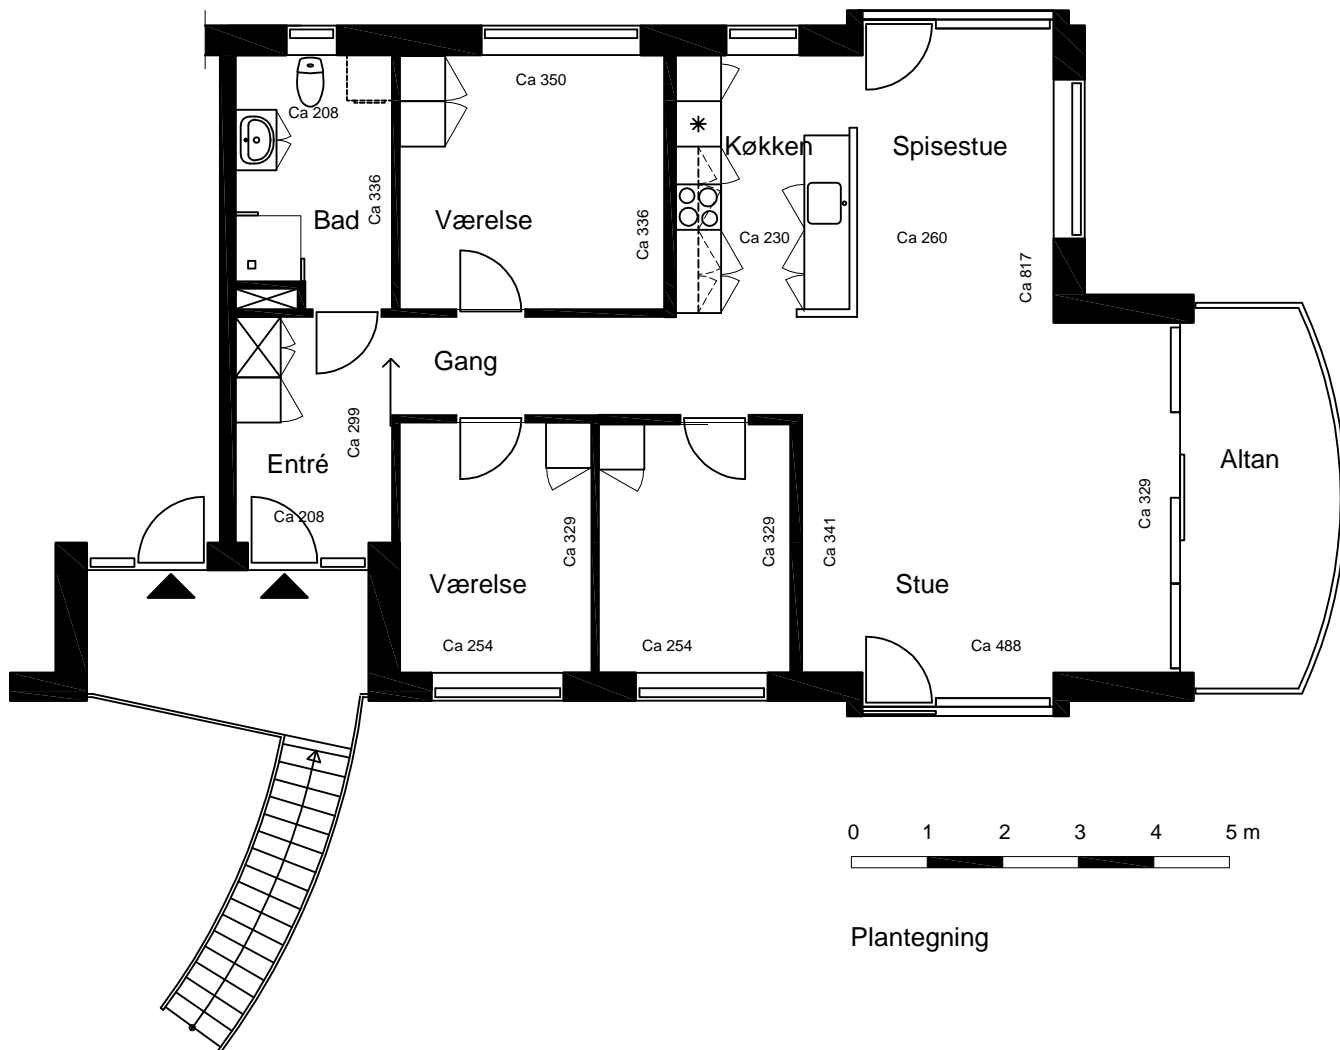 Ca 350
Ca 208
Køkken
Spisestue
Ca 336
Bad
Værelse
Ca 336
Ca 230
Ca 260
Ca 817
Gang
Ca 299
Entré
Altan
Ca 329
Ca 208
Ca 329
Ca 329
Ca 341
Værelse
Stue
Ca 254
Ca 254
Ca 488
0 1 2 3 4 5 m
Plantegning